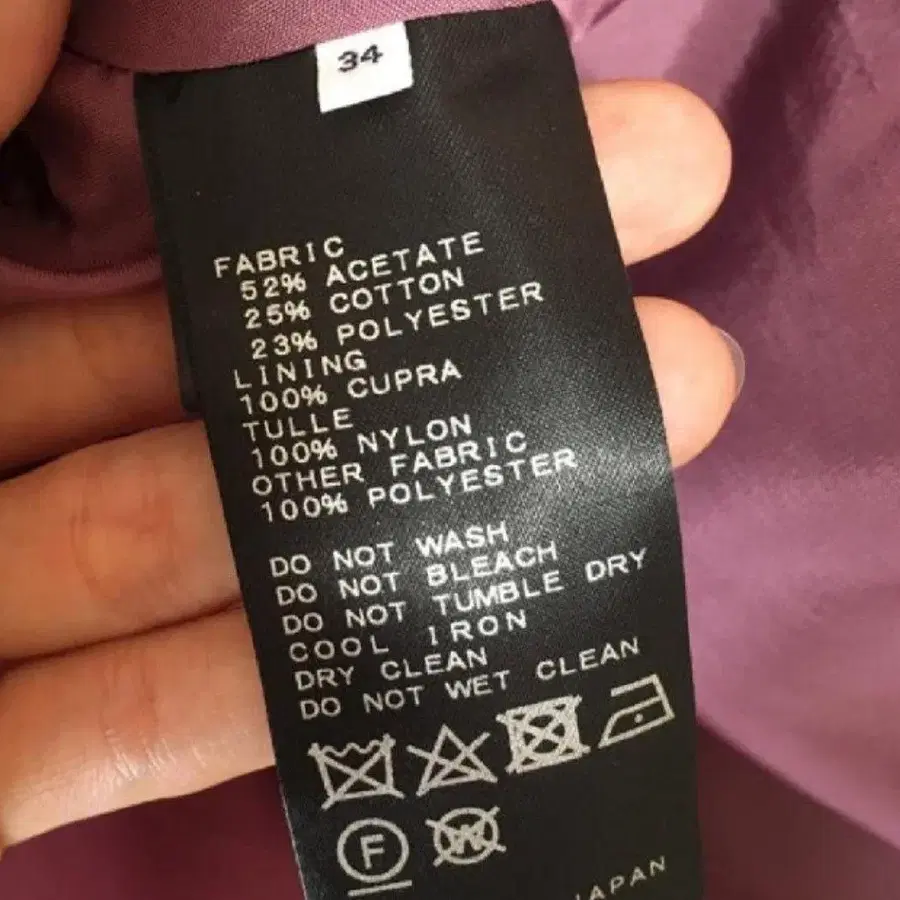 34
FABRIC
52% ACETATE
25% COTTON
23% POLYESTER
LINING
100% CUPRA
TULLE
100% NYLON
OTHER FABRIC
100% POLYESTER
DO NOT WASH
DO NOT BLEACH
DO NOT TUMBLE DRY
COOL IRON
DRY CLEAN
DO NOT WET CLEAN
F W
JAPAN